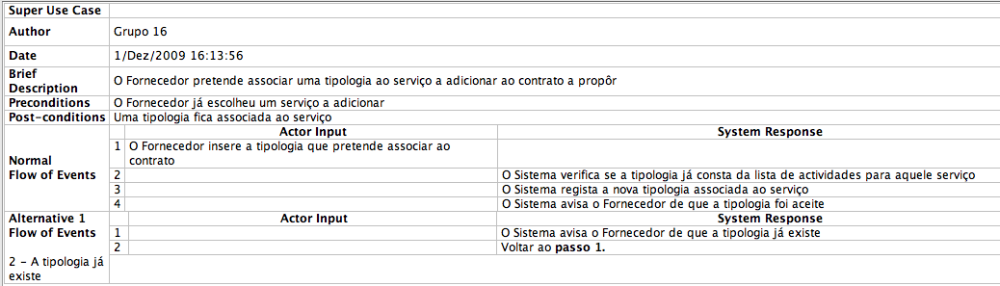 Super Use Case
Author Grupo 16
Date 1/Dez/2009 16:13:56
Brief Description O Fornecedor pretende associar uma tipologia ao serviço a adicionar ao contrato a propôr
Preconditions O Fornecedor já escolheu um serviço a adicionar
Post-conditions Uma tipologia fica associada ao serviço
Normal Flow of Events
Actor Input System Response
1 O Fornecedor insere a tipologia que pretende associar ao
contrato
2 O Sistema verifica se a tipologia já consta da lista de actividades para aquele serviço
3 O Sistema regista a nova tipologia associada ao serviço
4 O Sistema avisa o Fornecedor de que a tipologia foi aceite
Alternative 1
Flow of Events
2 - A tipologia já
existe
Actor Input System Response
1 O Sistema avisa o Fornecedor de que a tipologia já existe
2 Voltar ao passo 1.